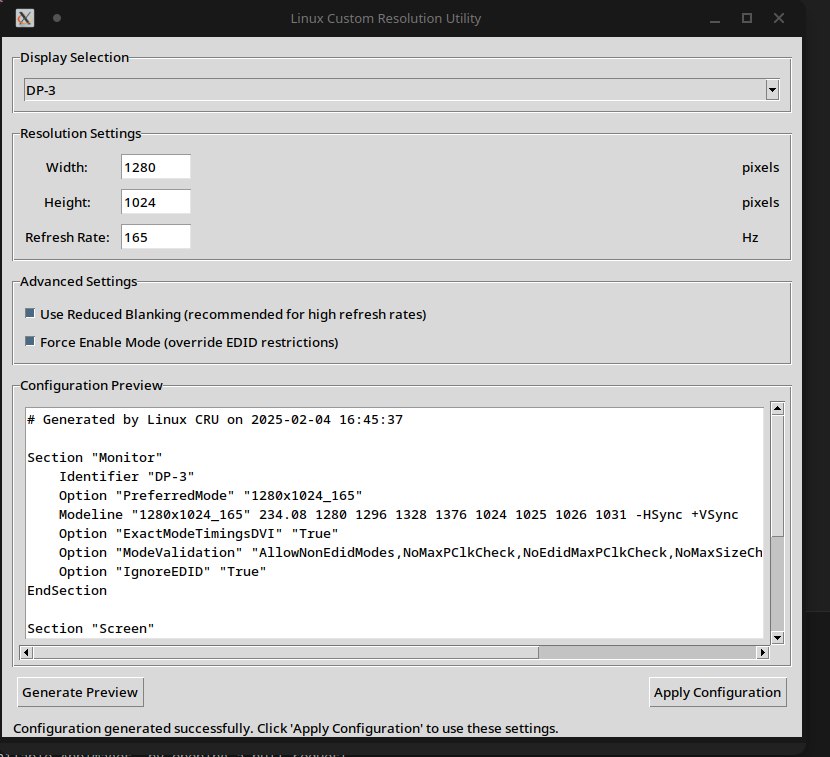 Linux Custom Resolution Utility
Display Selection
DP-3
Resolution Settings
Width: 1280 pixels
Height: 1024 pixels
Refresh Rate: 165 Hz
Advanced Settings
Use Reduced Blanking (recommended for high refresh rates)
Force Enable Mode (override EDID restrictions)
Configuration Preview
# Generated by Linux CRU on 2025-02-04 16:45:37
Section "Monitor"
Identifier "DP-3"
Option "PreferredMode" "1280x1024_165"
Modeline "1280x1024_165" 234.08 1280 1296 1328 1376 1024 1025 1026 1031 -HSync +VSync
Option "ExactModeTimingsDVI" "True"
Option "ModeValidation" "AllowNonEdidModes,NoMaxPClkCheck,NoEdidMaxPClkCheck,NoMaxSizeCh
Option "IgnoreEDID" "True"
EndSection
Section "Screen"
Generate Preview Apply Configuration
Configuration generated successfully. Click 'Apply Configuration' to use these settings.